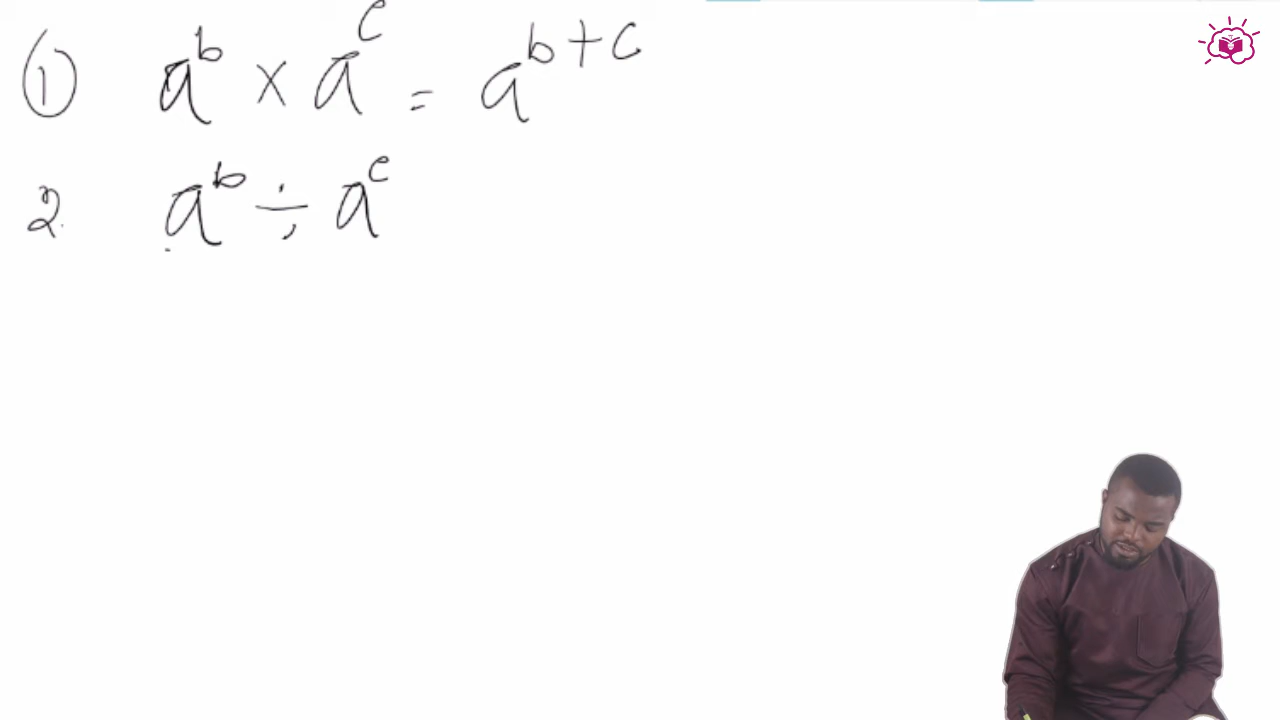 ① a^b × a^c = a^{b+c}
2. a^b ÷ a^c